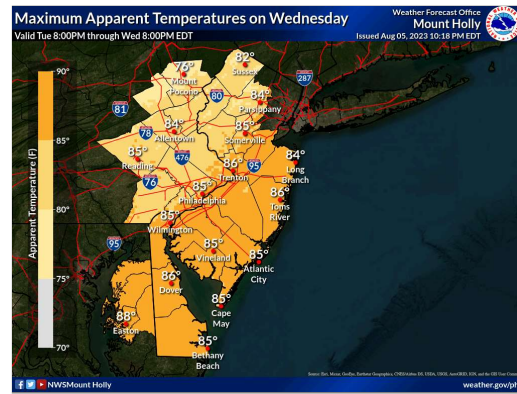 Maximum Apparent Temperatures on Wednesday
Valid Tue 8:00PM through Wed 8:00PM EDT
Weather Forecast Office
Mount Holly
Issued Aug 05, 2023 10:18 PM EDT
Apparent Temperature (F)
90°
85°
80°
75°
70°
76°
Mount
Pocono
82°
Sussex
287
81
80
84°
Parsippany
78
84°
Allentown
85°
Somerville
85°
Reading
476
86°
Trenton
95
84°
Long
Branch
76
85°
Philadelphia
86°
Toms
River
85°
Wilmington
95
85°
Vineland
85°
Atlantic
City
86°
Dover
85°
Cape
May
88°
Easton
85°
Bethany
Beach
NWSMount Holly
weather.gov/ph